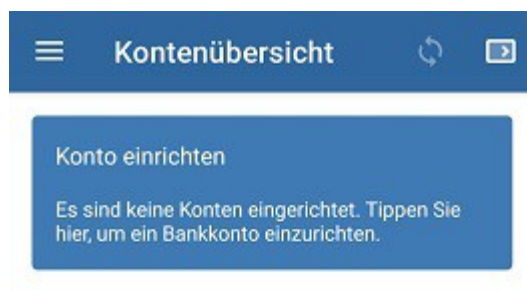 Kontenübersicht
Konto einrichten
Es sind keine Konten eingerichtet. Tippen Sie
hier, um ein Bankkonto einzurichten.